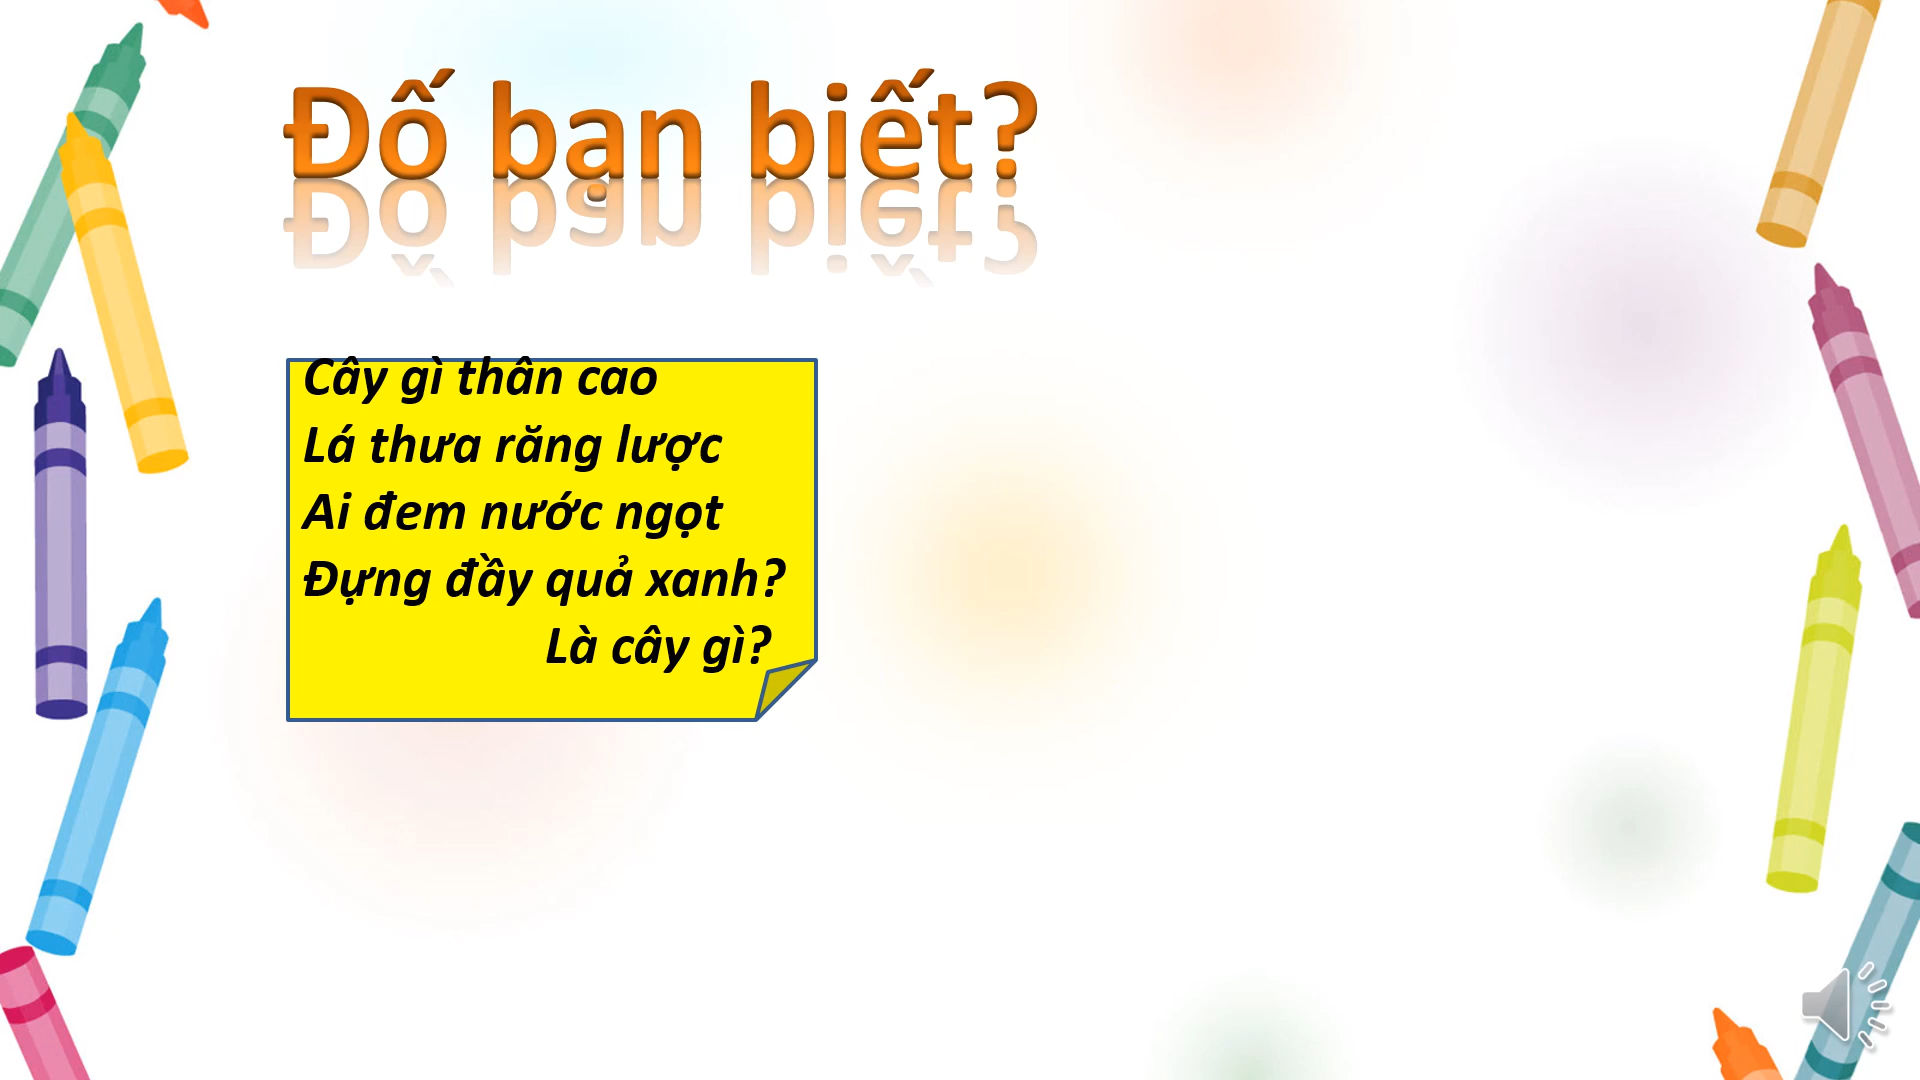 Đố bạn biết?
Cây gì thân cao
Lá thưa răng lược
Ai đem nước ngọt
Đựng đầy quả xanh?
Là cây gì?